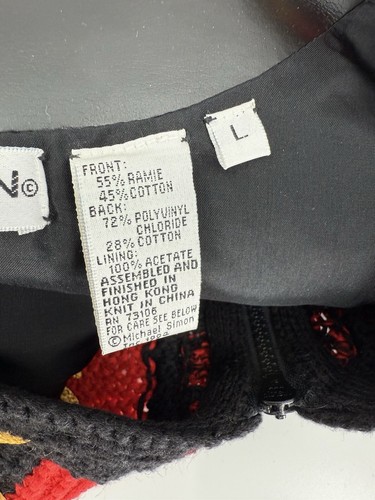 N©
L
FRONT:
55% RAMIE
45% COTTON
BACK:
72% POLYVINYL
CHLORIDE
28% COTTON
LINING:
100% ACETATE
ASSEMBLED AND
FINISHED IN
HONG KONG
KNIT IN CHINA
RN 73106
FOR CARE SEE BELOW
©Michael Simon